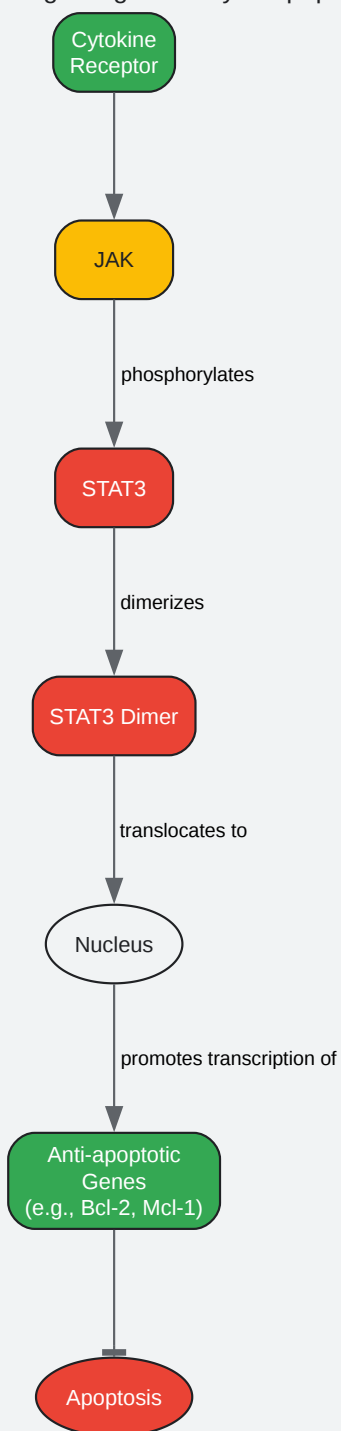 Cytokine
Receptor
JAK
phosphorylates
STAT3
dimerizes
STAT3 Dimer
translocates to
Nucleus
promotes transcription of
Anti-apoptotic
Genes
(e.g., Bcl-2, Mcl-1)
Apoptosis